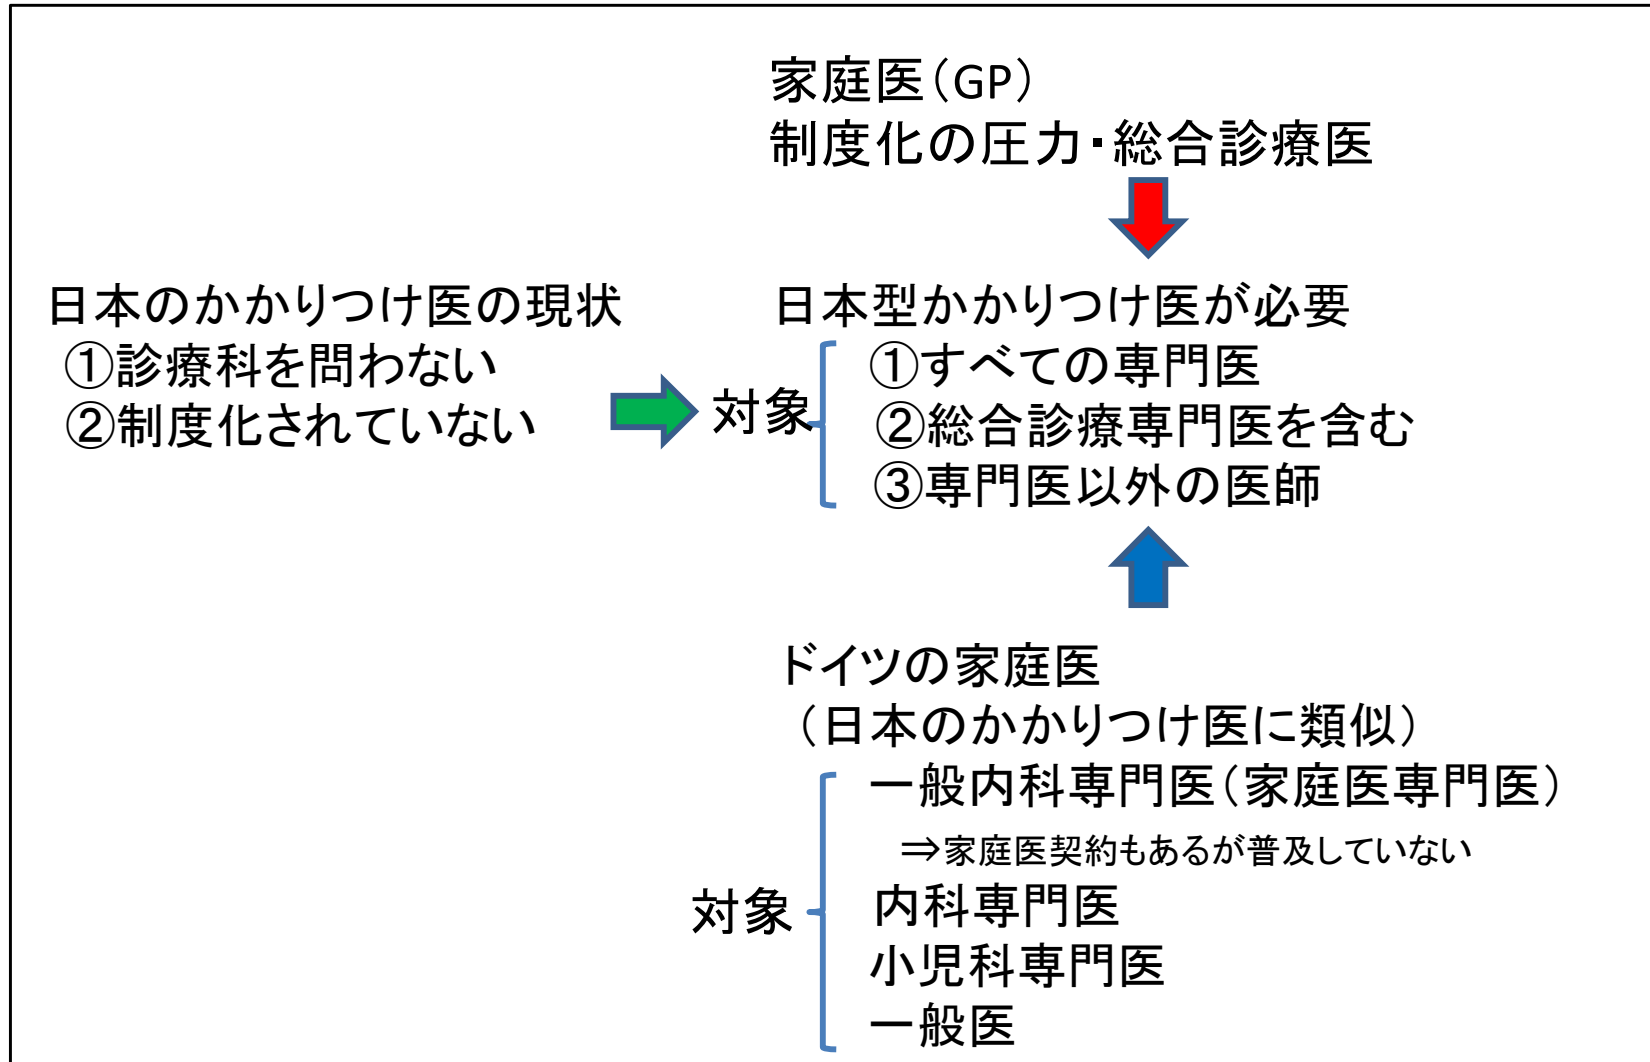 家庭医(GP)
制度化の圧力・総合診療医
日本のかかりつけ医の現状
①診療科を問わない
②制度化されていない
日本型かかりつけ医が必要
対象
①すべての専門医
②総合診療専門医を含む
③専門医以外の医師
ドイツの家庭医
(日本のかかりつけ医に類似)
対象
一般内科専門医(家庭医専門医)
⇒家庭医契約もあるが普及していない
内科専門医
小児科専門医
一般医